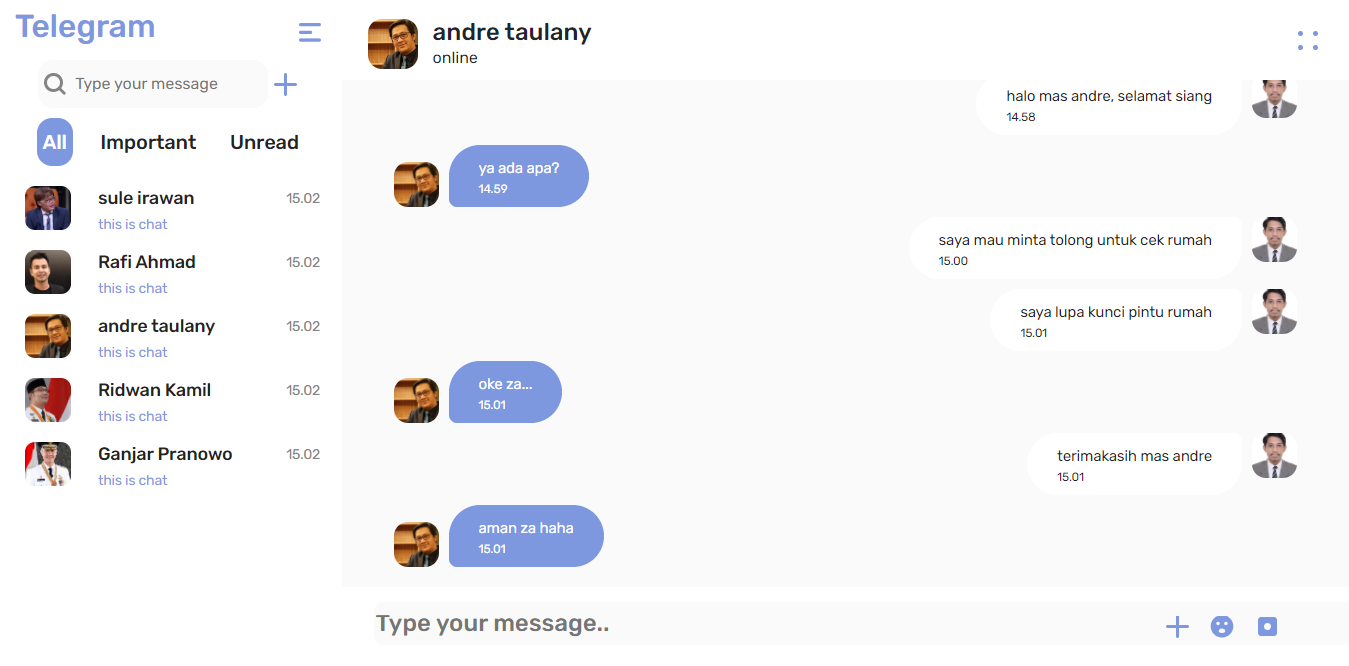 Telegram
Type your message
All Important Unread
sule irawan 15.02
this is chat
Rafi Ahmad 15.02
this is chat
andre taulany 15.02
this is chat
Ridwan Kamil 15.02
this is chat
Ganjar Pranowo 15.02
this is chat
andre taulany
online
halo mas andre, selamat siang
14.58
ya ada apa?
14.59
saya mau minta tolong untuk cek rumah
15.00
saya lupa kunci pintu rumah
15.01
oke za...
15.01
terimakasih mas andre
15.01
aman za haha
15.01
Type your message..